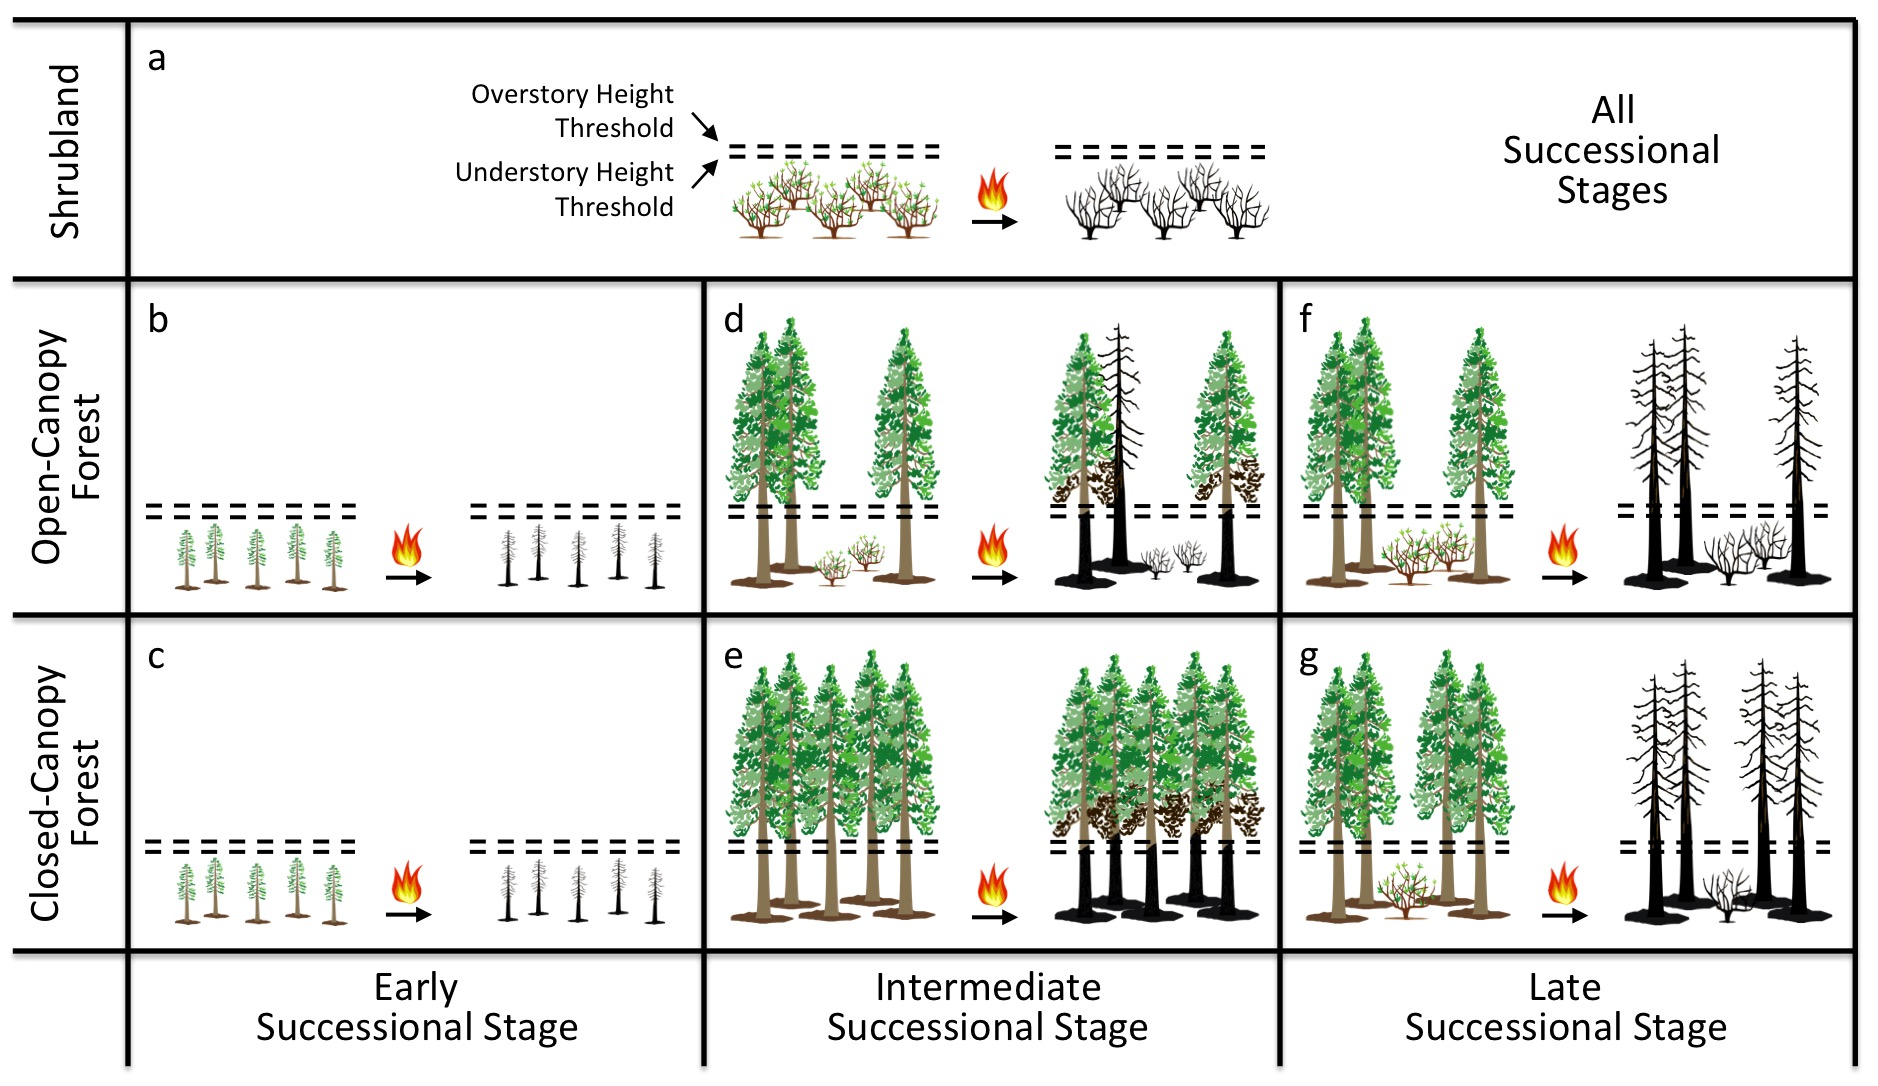 Shrubland
a
Overstory Height
Threshold
Understory Height
Threshold
All
Successional
Stages
Open-Canopy
Forest
b
d
f
Closed-Canopy
Forest
c
e
g
Early
Successional Stage
Intermediate
Successional Stage
Late
Successional Stage